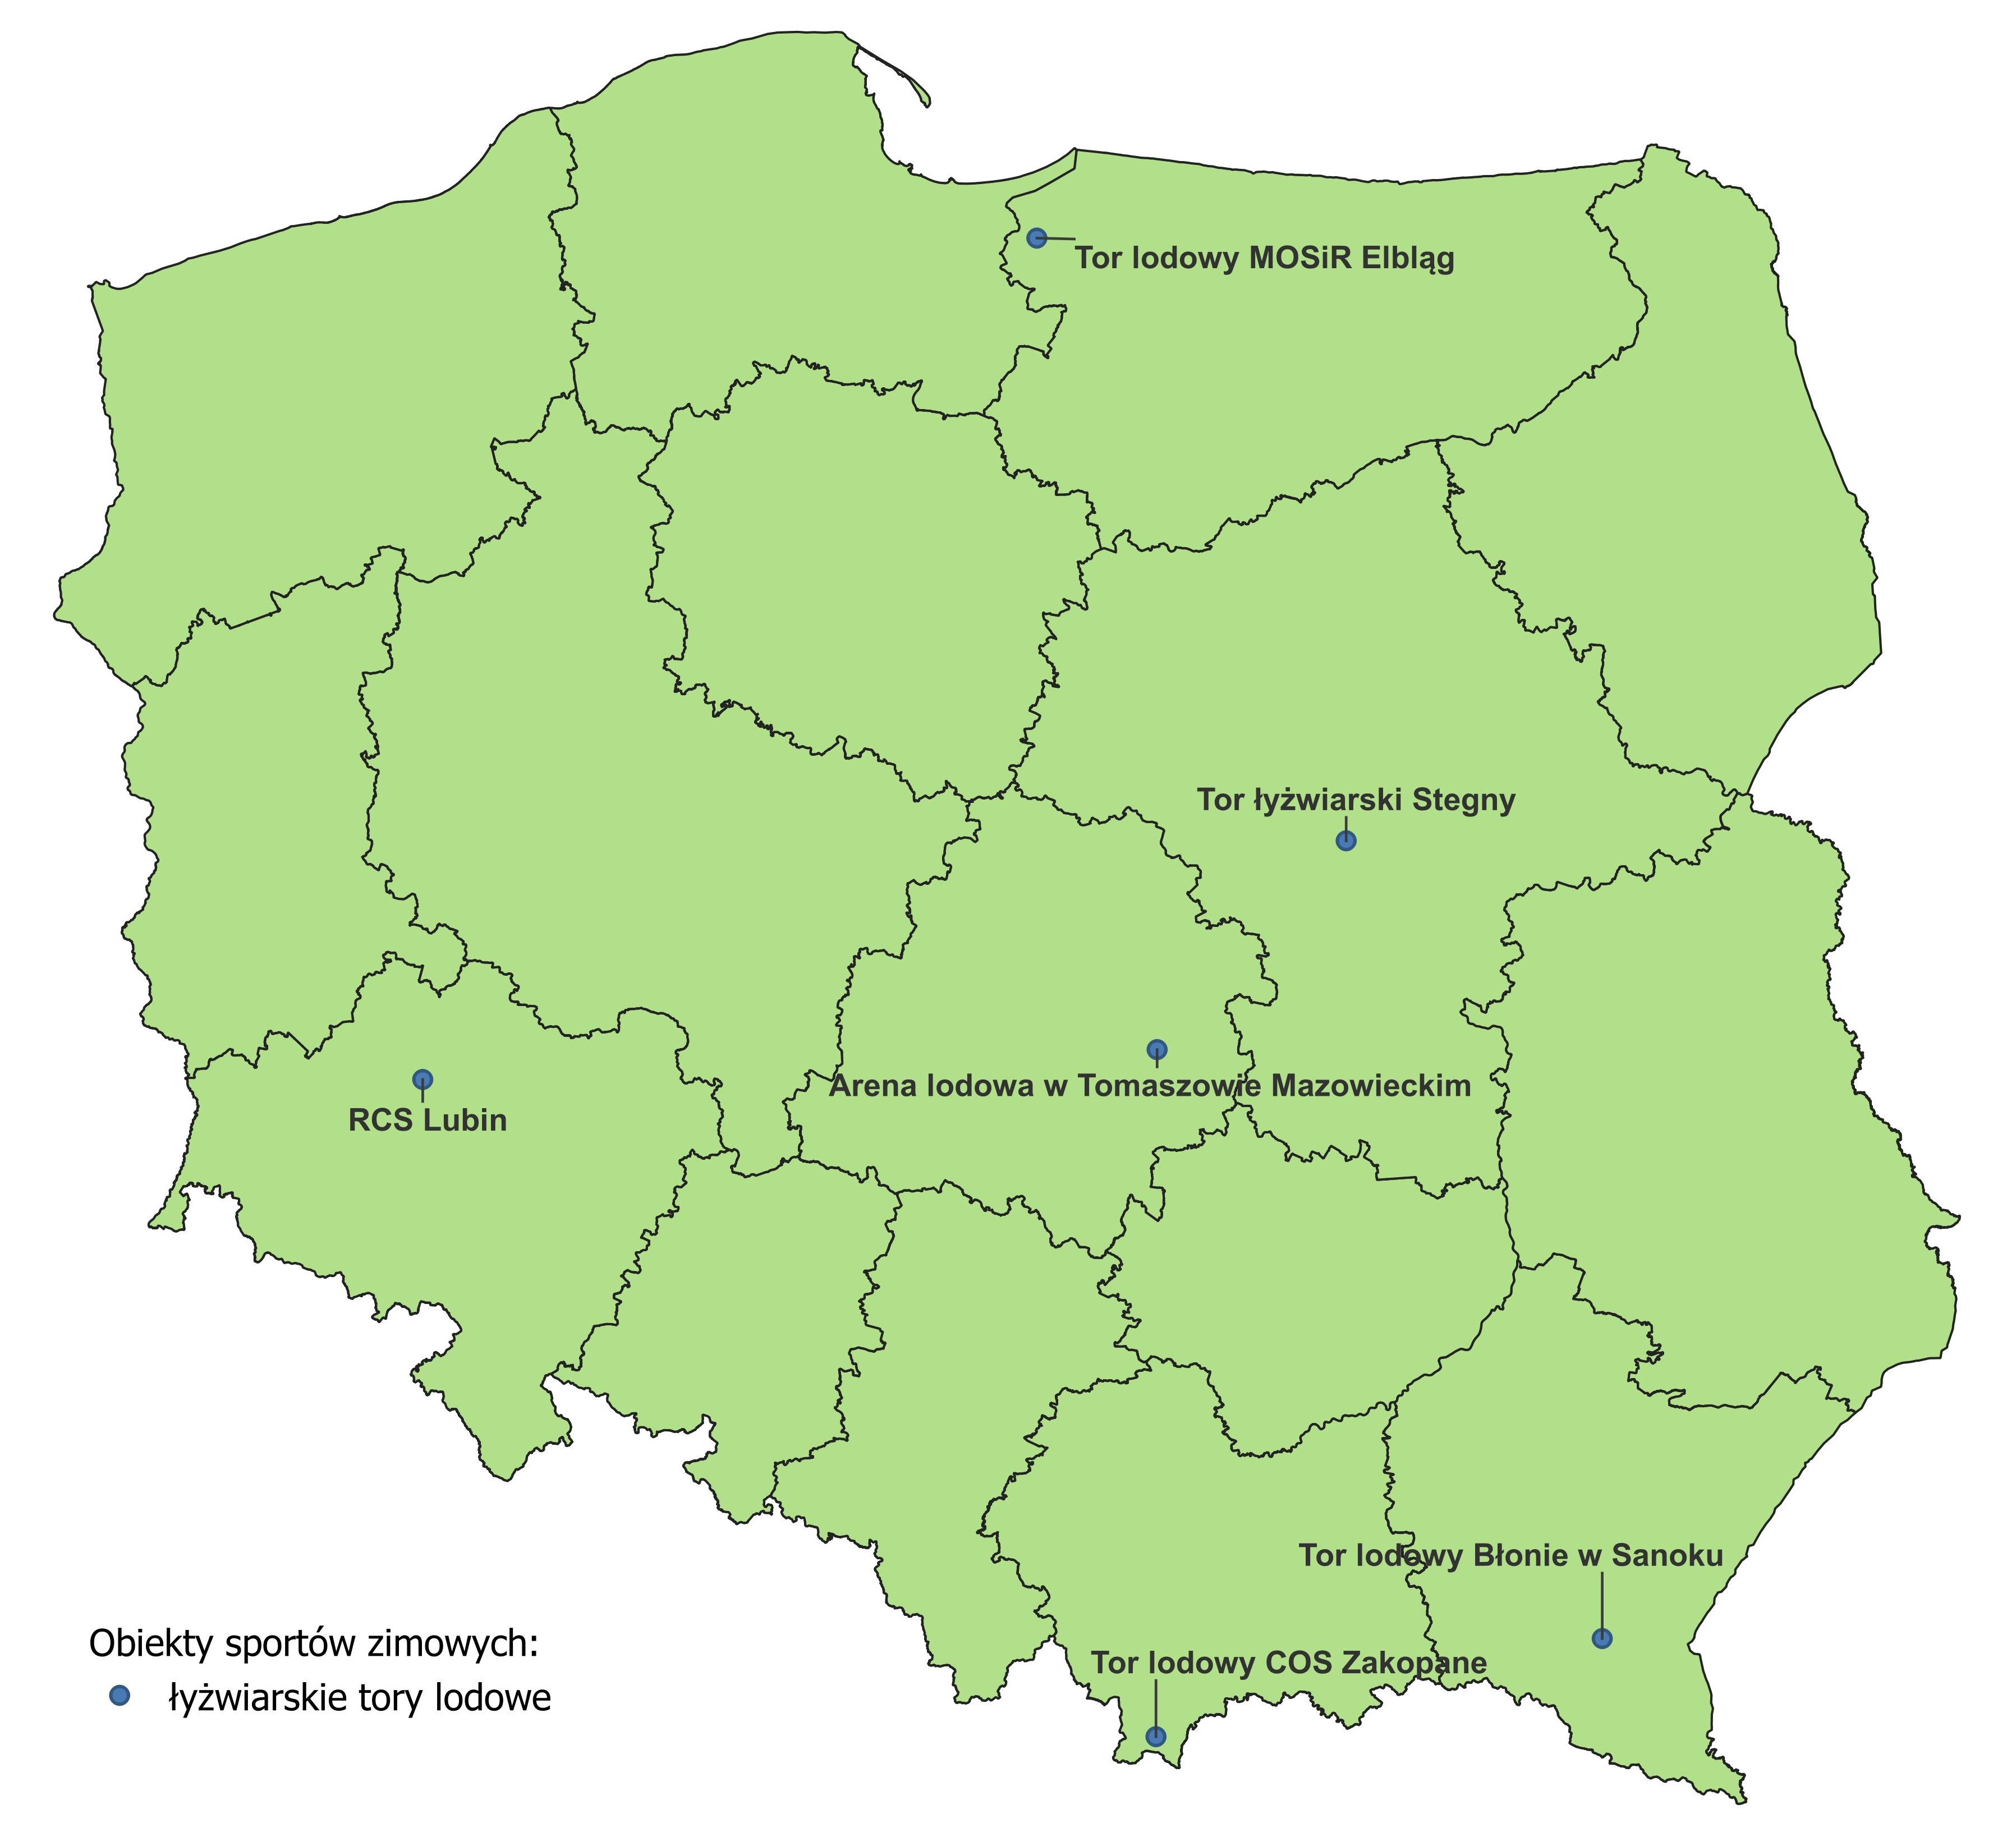 Tor lodowy MOSiR Elbląg
Tor łyżwiarski Stegny
Arena lodowa w Tomaszowie Mazowieckim
RCS Lubin
Tor lodowy Błonie w Sanoku
Tor lodowy COS Zakopane
Obiekty sportów zimowych:
łyżwiarskie tory lodowe